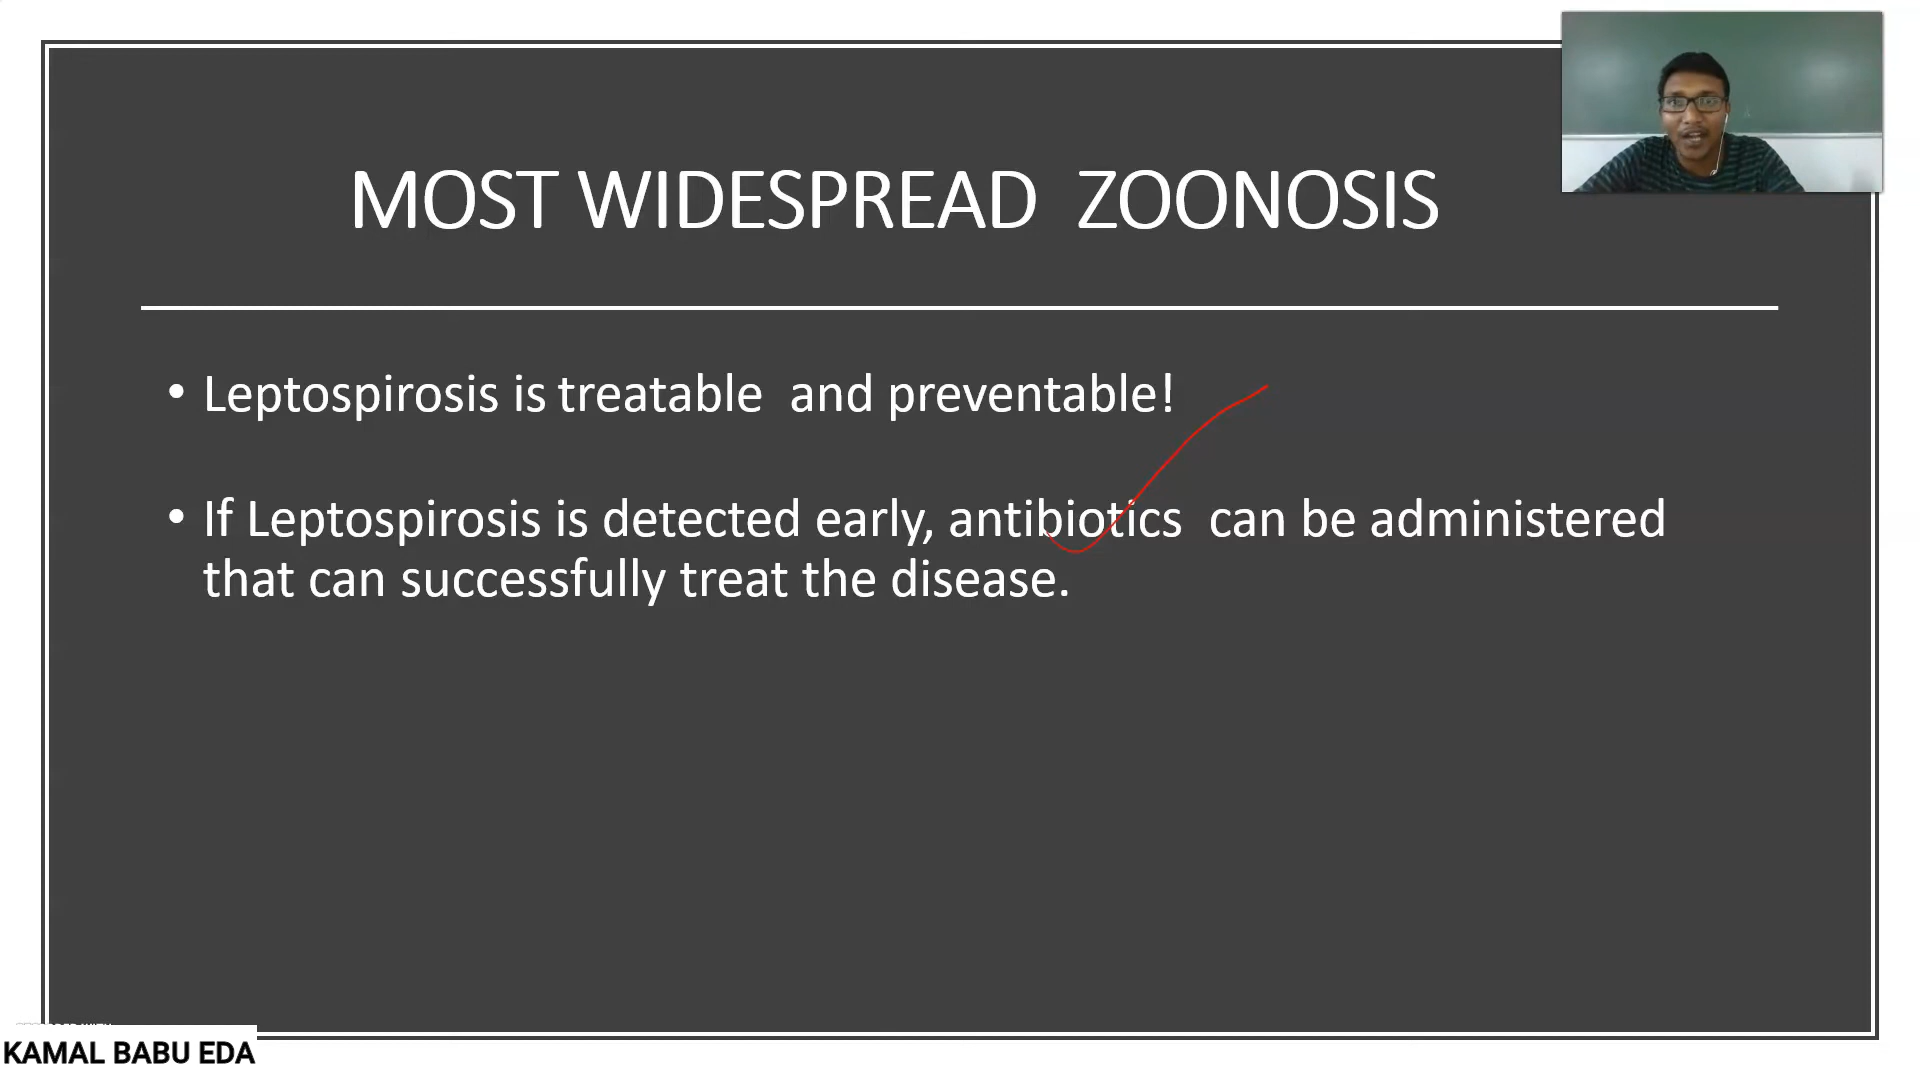 MOST WIDESPREAD ZOONOSIS
• Leptospirosis is treatable and preventable!
• If Leptospirosis is detected early, antibiotics can be administered
that can successfully treat the disease.
KAMAL BABU EDA